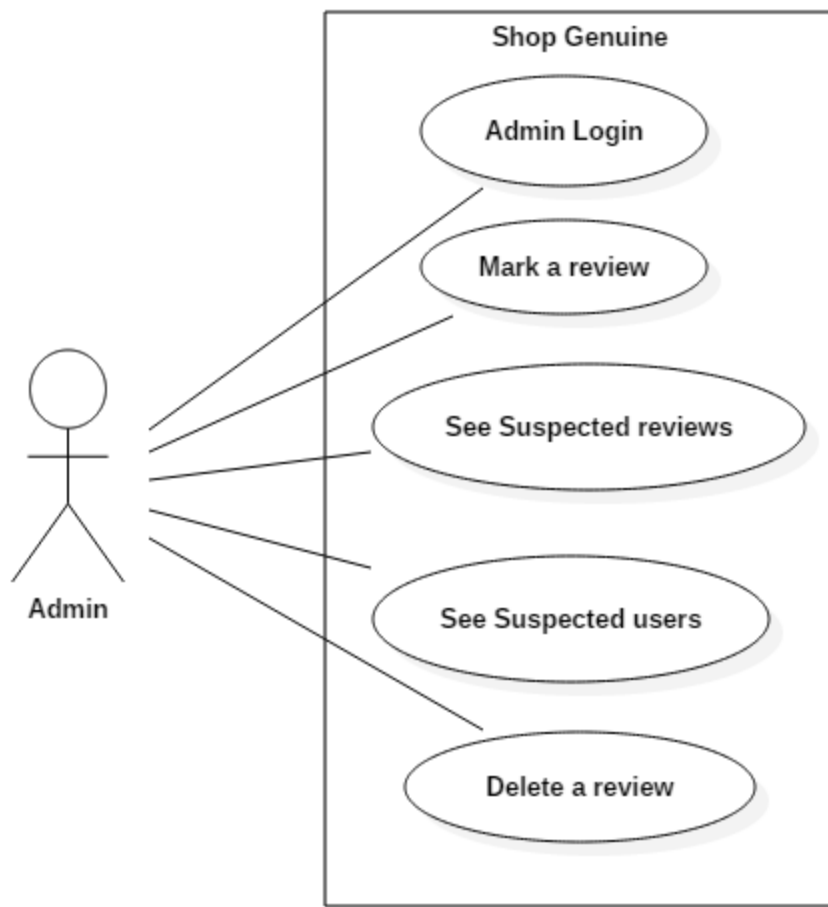 Shop Genuine
Admin Login
Mark a review
See Suspected reviews
See Suspected users
Delete a review
Admin